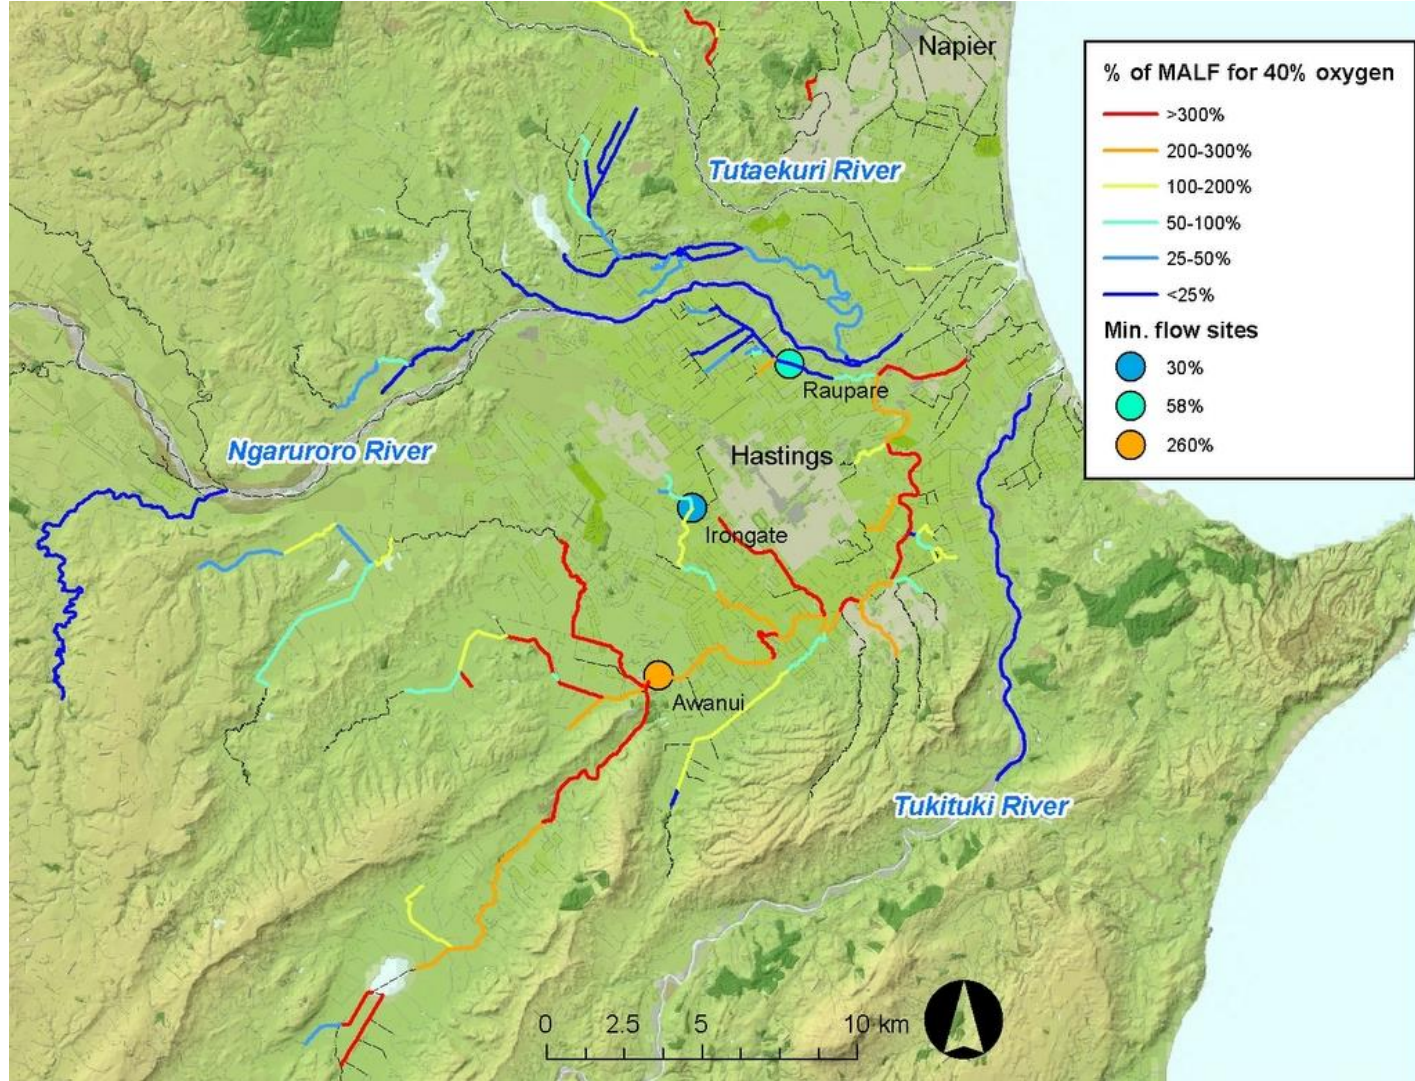 Napier
% of MALF for 40% oxygen
>300%
200-300%
100-200%
50-100%
25-50%
<25%
Min. flow sites
30%
58%
260%
Tutaekuri River
Raupare
Ngaruroro River
Hastings
Irongate
Awanui
Tukituki River
0 2.5 5 10 km